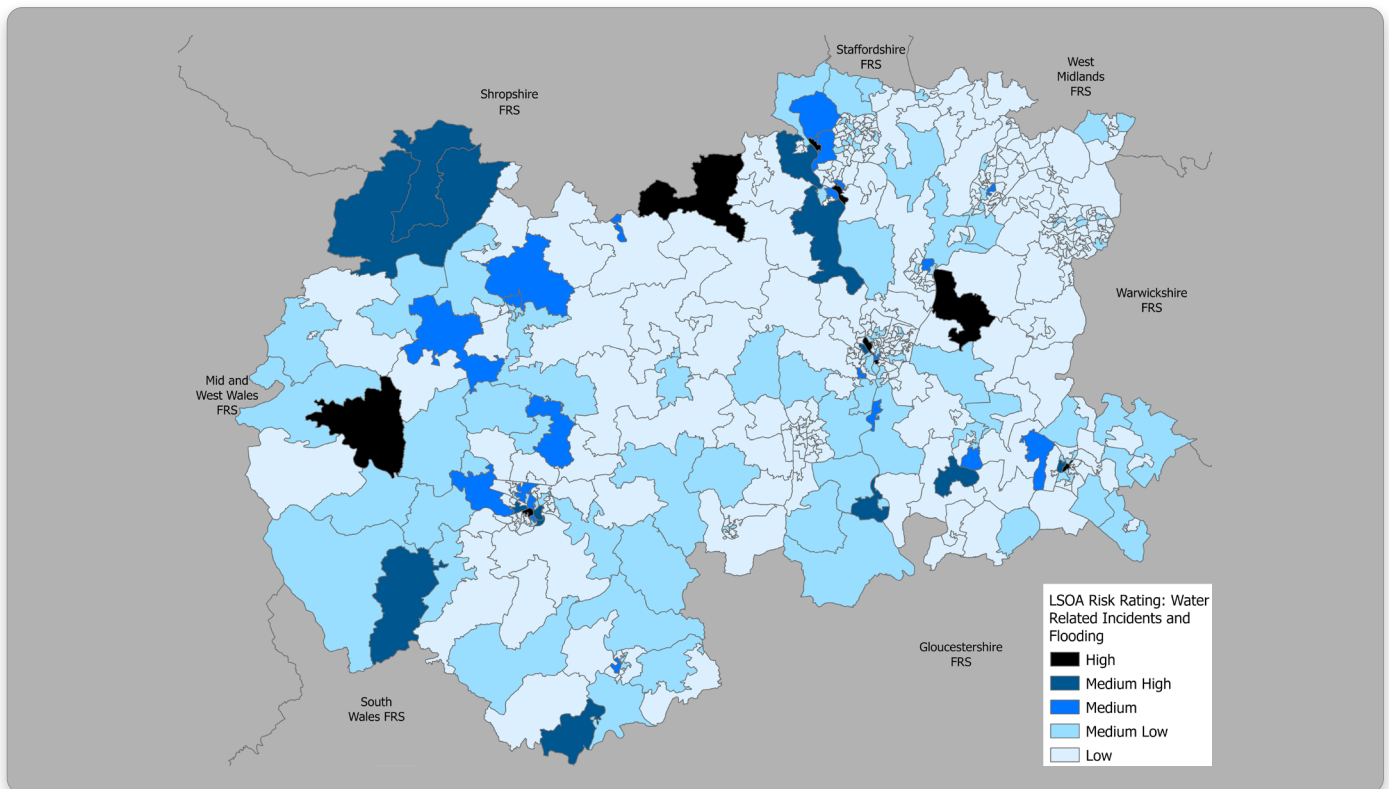 Staffordshire
FRS
West
Midlands
FRS
Shropshire
FRS
Warwickshire
FRS
Mid and
West Wales
FRS
Gloucestershire
FRS
South
Wales FRS
LSOA Risk Rating: Water
Related Incidents and
Flooding
High
Medium High
Medium
Medium Low
Low